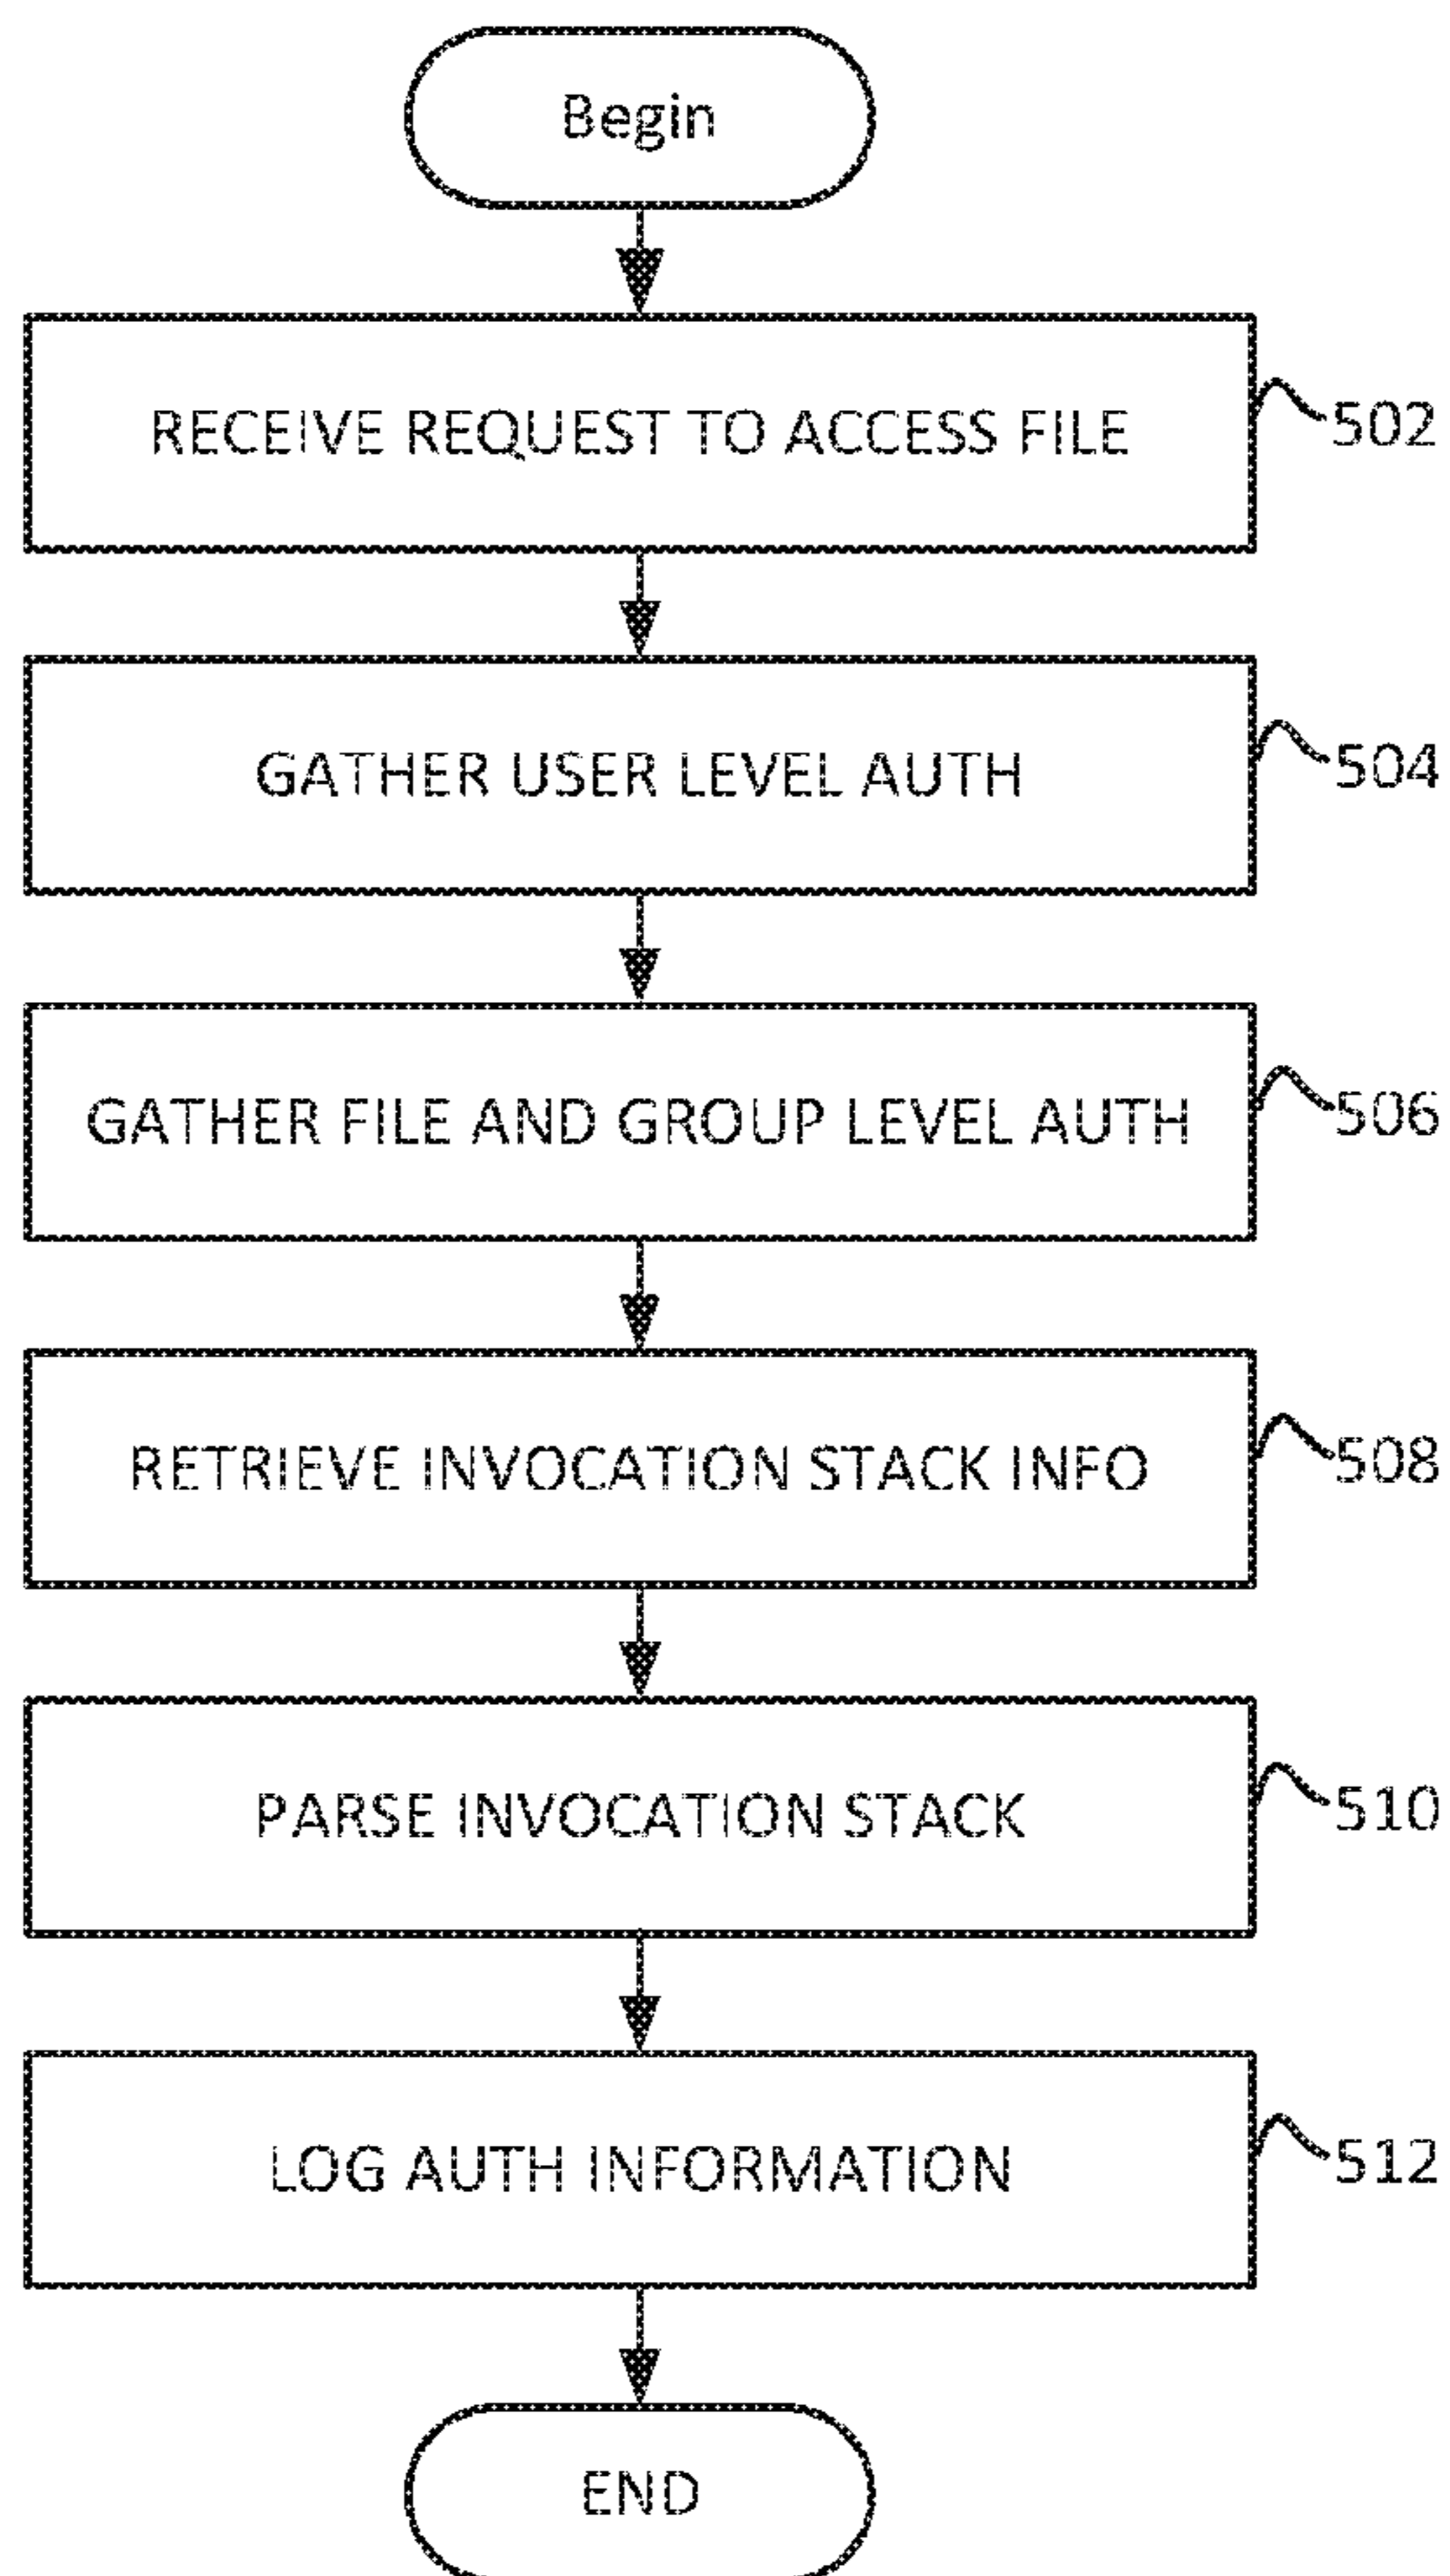 Begin
RECEIVE REQUEST TO ACCESS FILE
502
GATHER USER LEVEL AUTH
504
GATHER FILE AND GROUP LEVEL AUTH
506
RETRIEVE INVOCATION STACK INFO
508
PARSE INVOCATION STACK
510
LOG AUTH INFORMATION
512
END